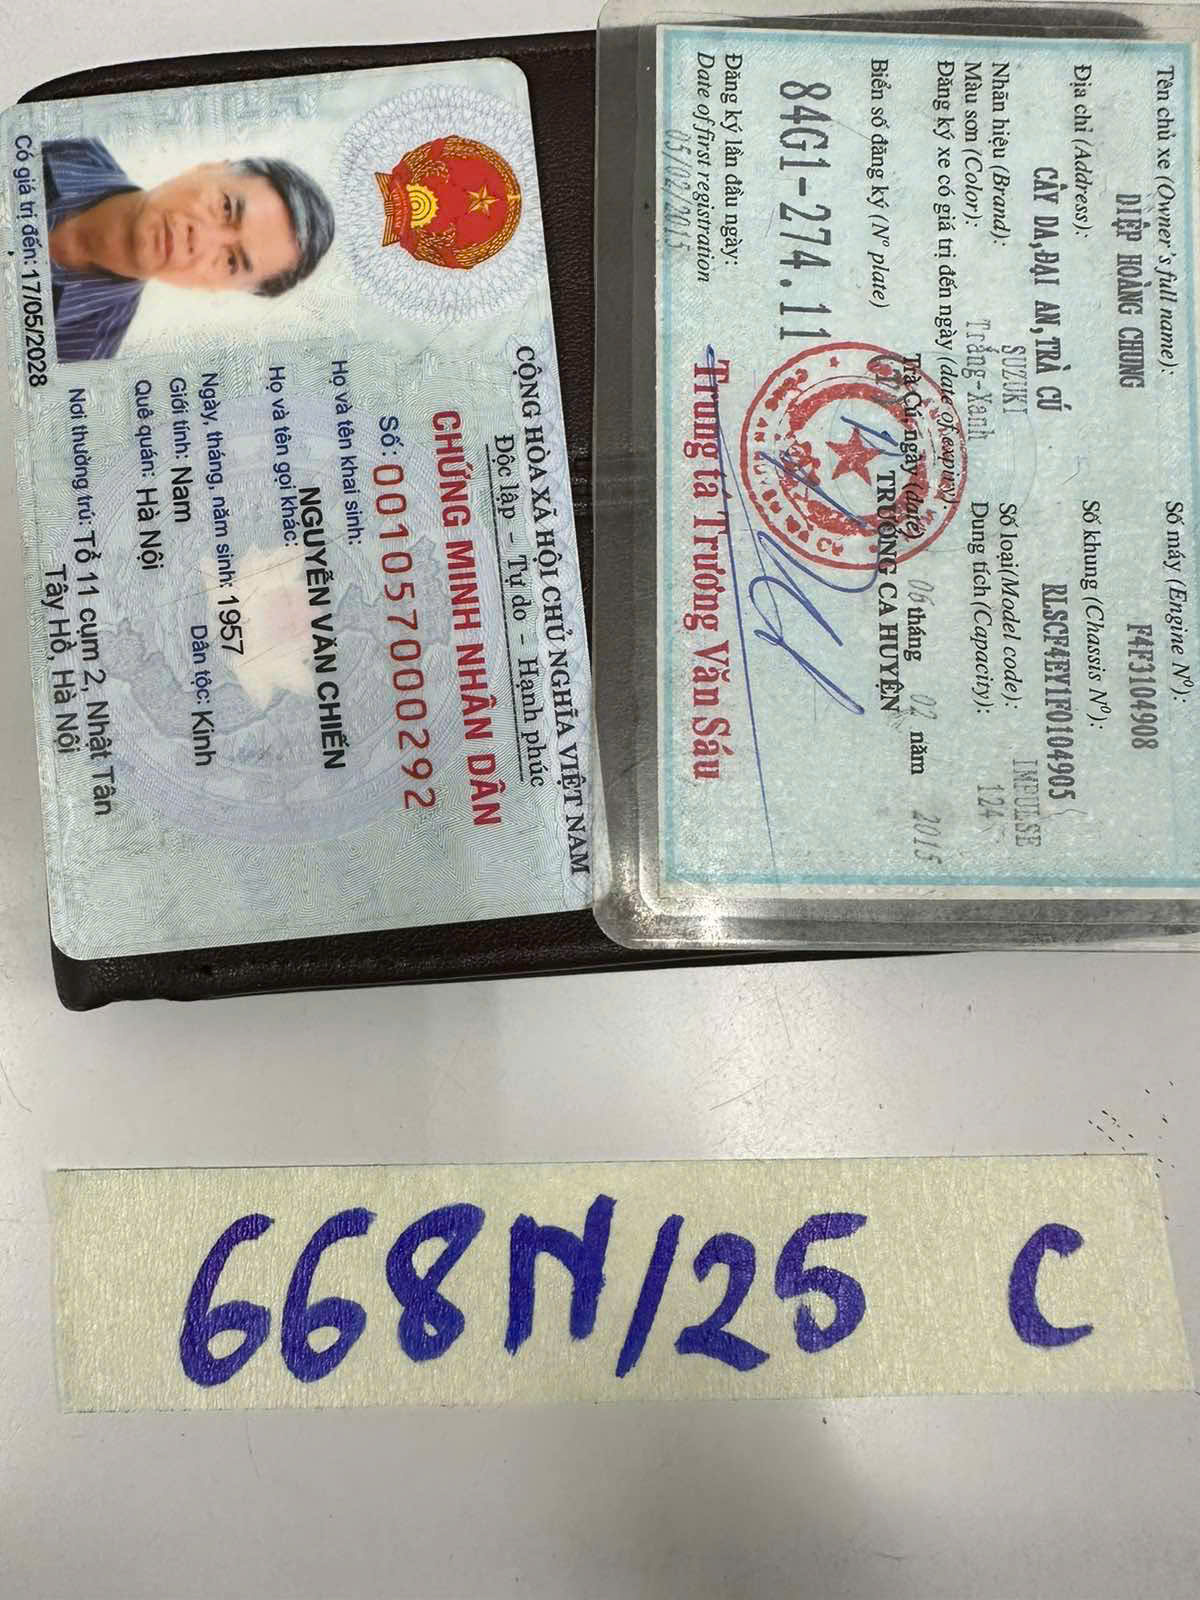 CỘNG HÒA XÃ HỘI CHỦ NGHĨA VIỆT NAM
Độc lập - Tự do - Hạnh phúc
CHỨNG MINH NHÂN DÂN
Số: 001057000292
Họ và tên khai sinh:
NGUYỄN VĂN CHIẾN
Họ và tên gọi khác:
Ngày, tháng, năm sinh: 1957
Giới tính: Nam Dân tộc: Kinh
Quê quán: Hà Nội
Nơi thường trú: Tổ 11 cụm 2, Nhật Tân
Tây Hồ, Hà Nội
Có giá trị đến: 17/05/2028
Tên chủ xe (Owner's full name): Số máy (Engine Nº):
DIỆP HOÀNG CHUNG F4F3104908
Địa chỉ (Address): Số khung (Chassis Nº):
CÂY DA,ĐẠI AN,TRÀ CÚ RLSCF4EY1F0104905
Nhãn hiệu (Brand): SUZUKI Số loại(Model code): IMPULSE
Màu sơn (Color): Trắng-Xanh Dung tích (Capacity): 124
Đăng ký xe có giá trị đến ngày (date of expiry):
Trà Cú, ngày (date) 06 tháng 02 năm 2015
Biển số đăng ký (Nº plate) TRƯỞNG CA HUYỆN
84G1-274.11
Đăng ký lần đầu ngày:
Date of first registration
05/02/2015
Trung tá Trương Văn Sáu
668N/25 C